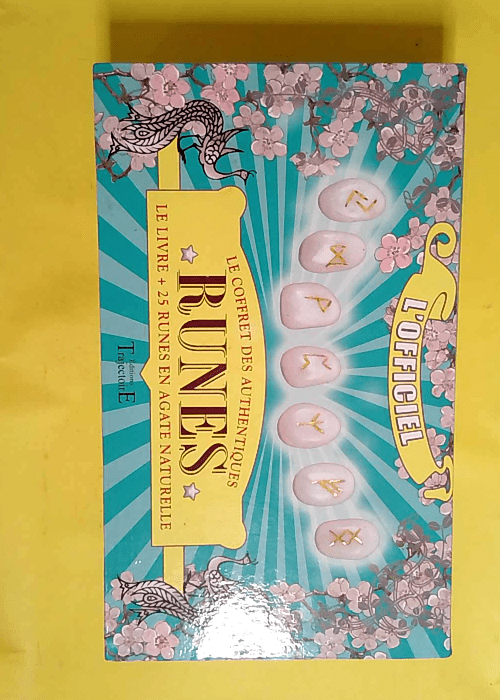 L'OFFICIEL
LE COFFRET DES AUTHENTIQUES
RUNES
LE LIVRE + 25 RUNES EN AGATE NATURELLE
Éditions
TrajectoirE